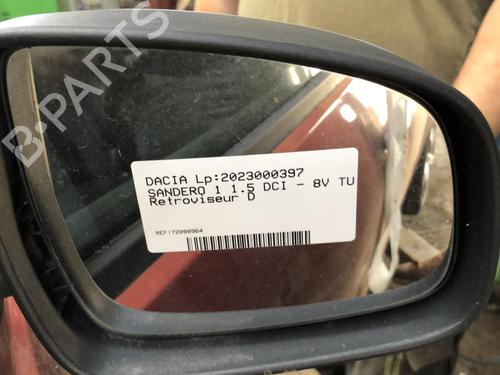 B-PARTS
DACIA Lp:2023000397
SANDERO 1 1.5 DCI - 8V TU
Retroviseur D
REF:72080964